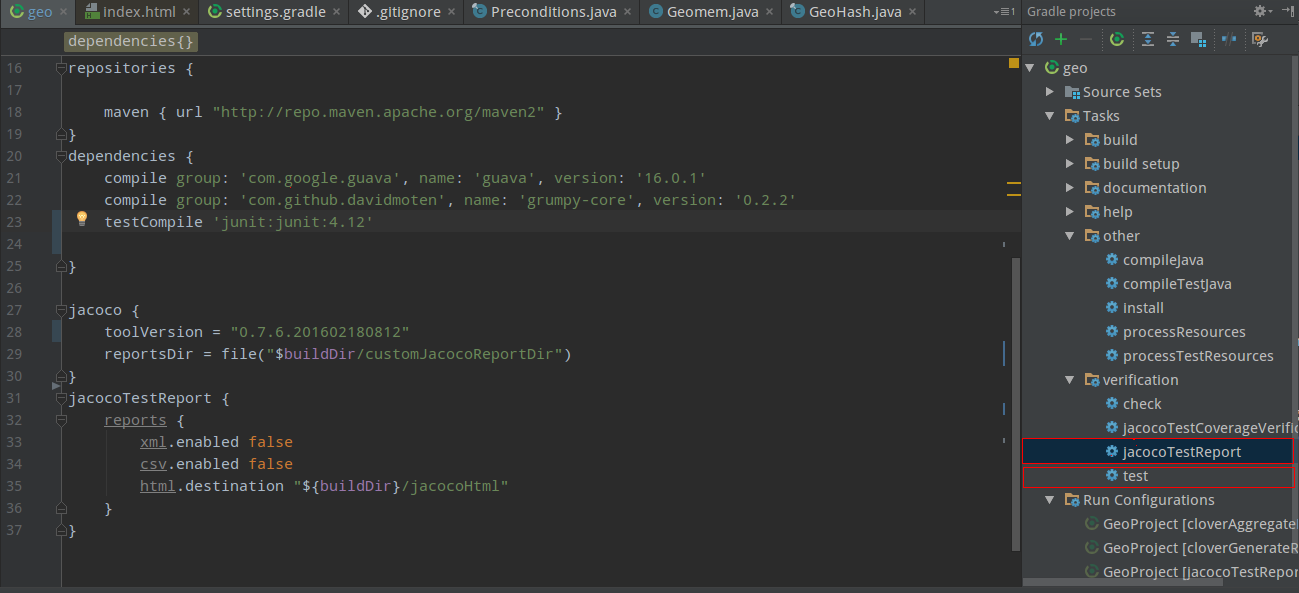 geo index.html settings.gradle .gitignore Preconditions.java Geomem.java GeoHash.java 1
dependencies{}
16 repositories {
17
18 maven { url "http://repo.maven.apache.org/maven2" }
19 }
20 dependencies {
21 compile group: 'com.google.guava', name: 'guava', version: '16.0.1'
22 compile group: 'com.github.davidmoten', name: 'grumpy-core', version: '0.2.2'
23 testCompile 'junit:junit:4.12'
24
25 }
26
27 jacoco {
28 toolVersion = "0.7.6.201602180812"
29 reportsDir = file("$buildDir/customJacocoReportDir")
30 }
31 jacocoTestReport {
32 reports {
33 xml.enabled false
34 csv.enabled false
35 html.destination "${buildDir}/jacocoHtml"
36 }
37 }
Gradle projects
geo
Source Sets
Tasks
build
build setup
documentation
help
other
compileJava
compileTestJava
install
processResources
processTestResources
verification
check
jacocoTestCoverageVerific
jacocoTestReport
test
Run Configurations
GeoProject [cloverAggregate
GeoProject [cloverGenerateR
GeoProject [jacocoTestRepor